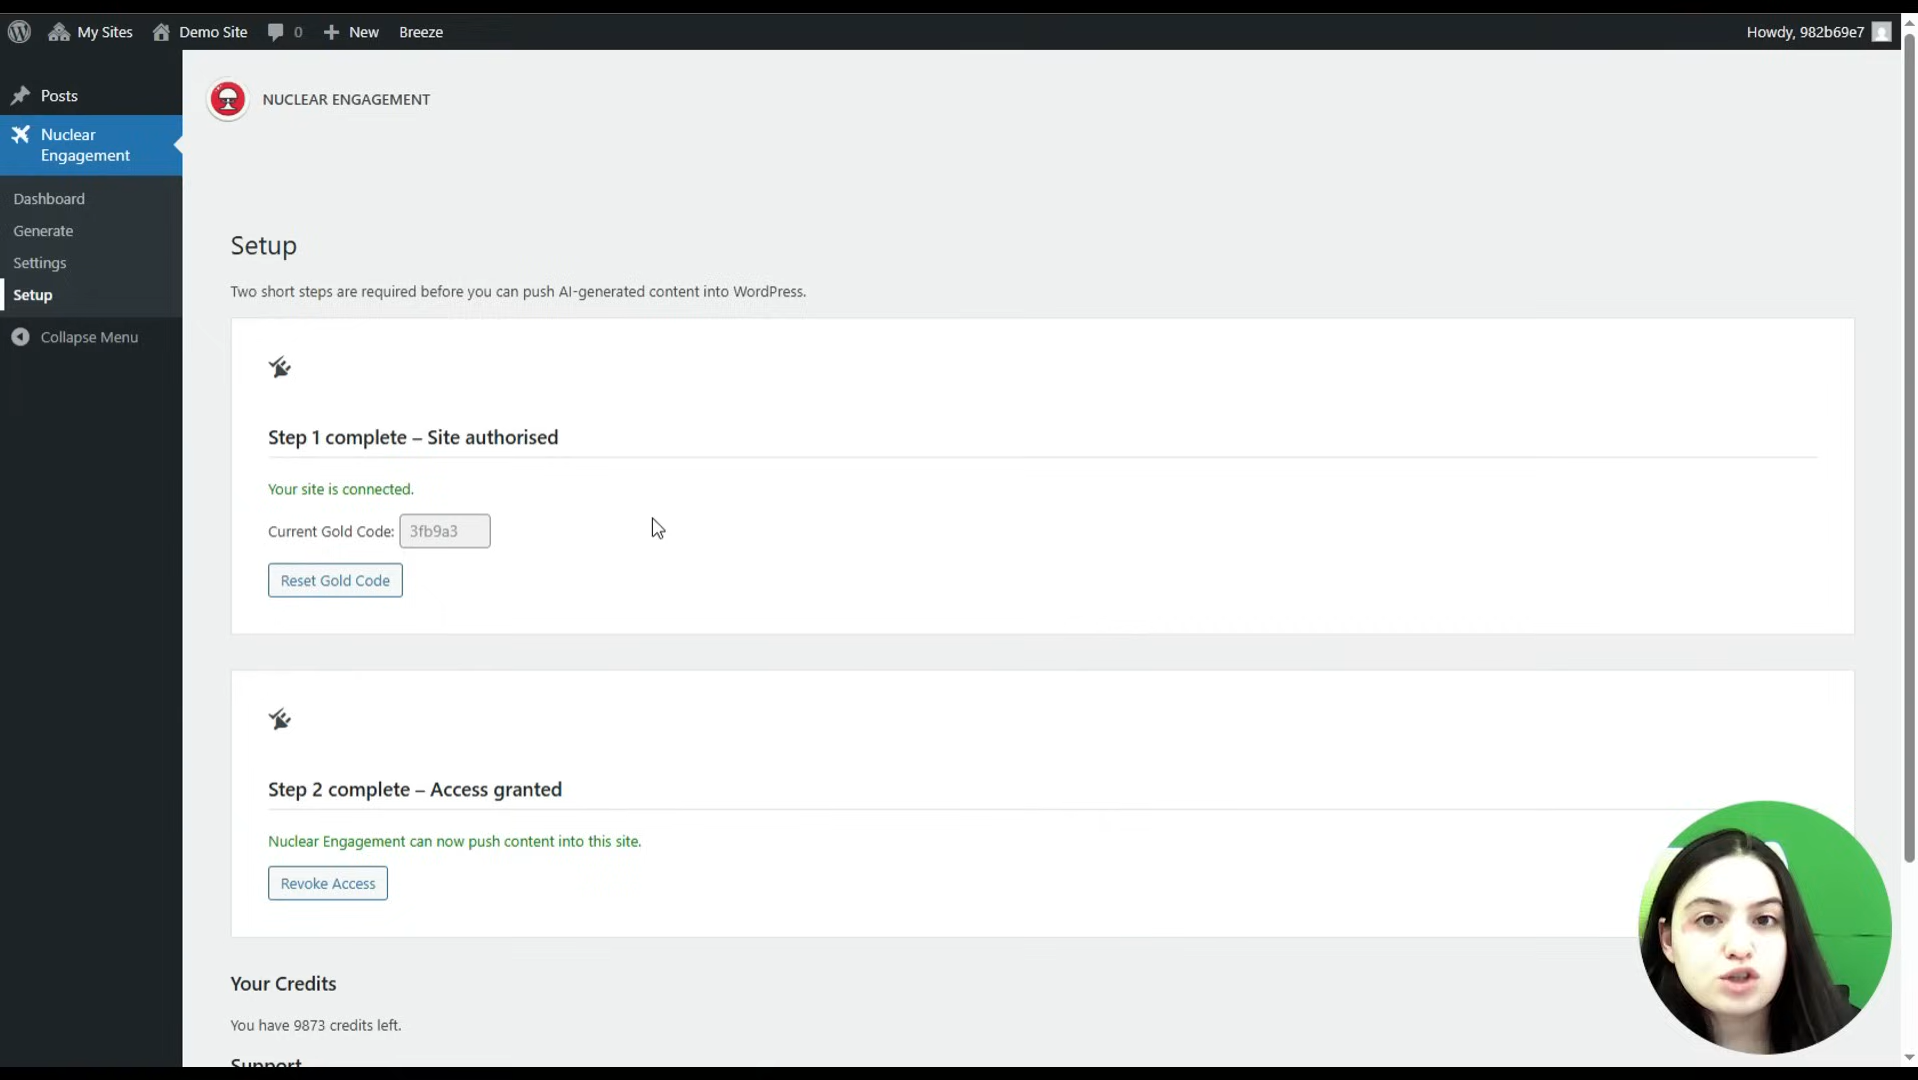 My Sites
Demo Site
0
New
Breeze
Howdy, 982b69e7
Posts
Nuclear
Engagement
Dashboard
Generate
Settings
Setup
Collapse Menu
NUCLEAR ENGAGEMENT
Setup
Two short steps are required before you can push AI-generated content into WordPress.
Step 1 complete – Site authorised
Your site is connected.
Current Gold Code: 3fb9a3
Reset Gold Code
Step 2 complete – Access granted
Nuclear Engagement can now push content into this site.
Revoke Access
Your Credits
You have 9873 credits left.
Support